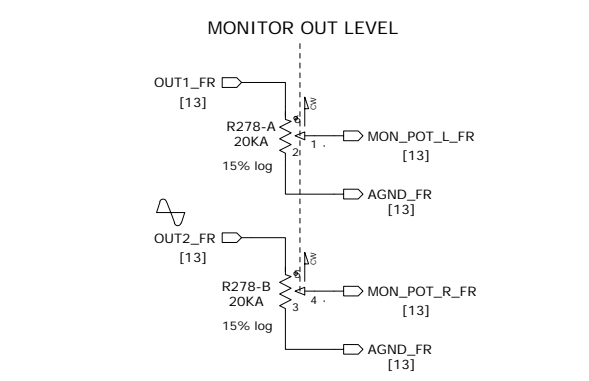 MONITOR OUT LEVEL
OUT1_FR
[13]
CW
R278-A
20KA
15% log
1
2
MON_POT_L_FR
[13]
AGND_FR
[13]
OUT2_FR
[13]
CW
R278-B
20KA
15% log
4
3
MON_POT_R_FR
[13]
AGND_FR
[13]